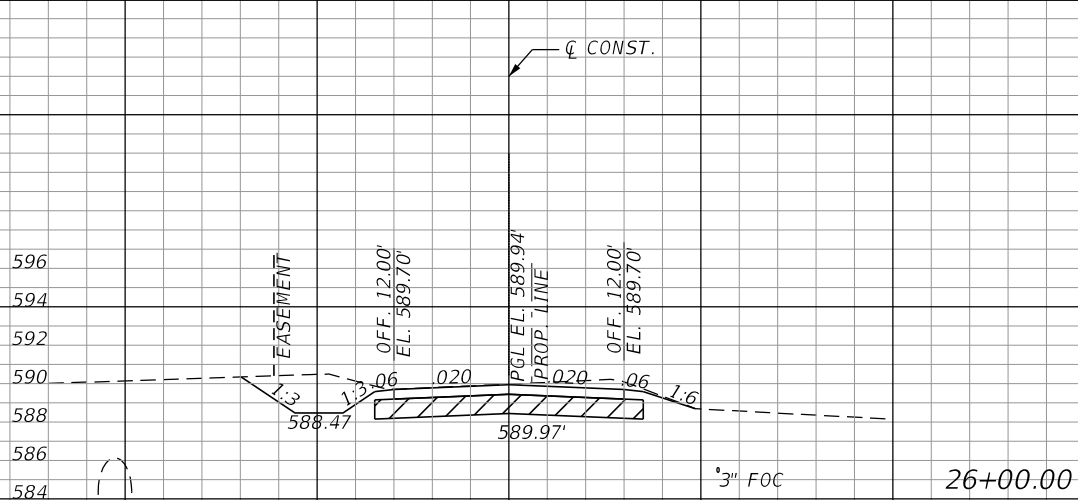 ℄ CONST.
596
594
592
590
588
586
584
EASEMENT
OFF. 12.00'
EL. 589.70'
PGL EL. 589.94'
PROP. LINE
OFF. 12.00'
EL. 589.70'
1:3
1:3
.06
.020
.020
.06
1:6
588.47
589.97'
3" FOC
26+00.00